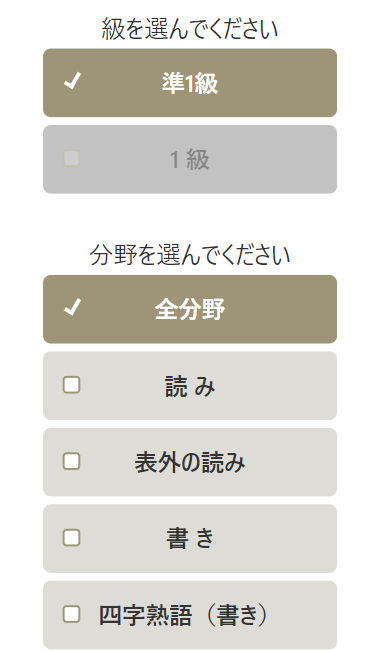 級を選んでください
準1級
1 級
分野を選んでください
全分野
読 み
表外の読み
書 き
四字熟語（書き）